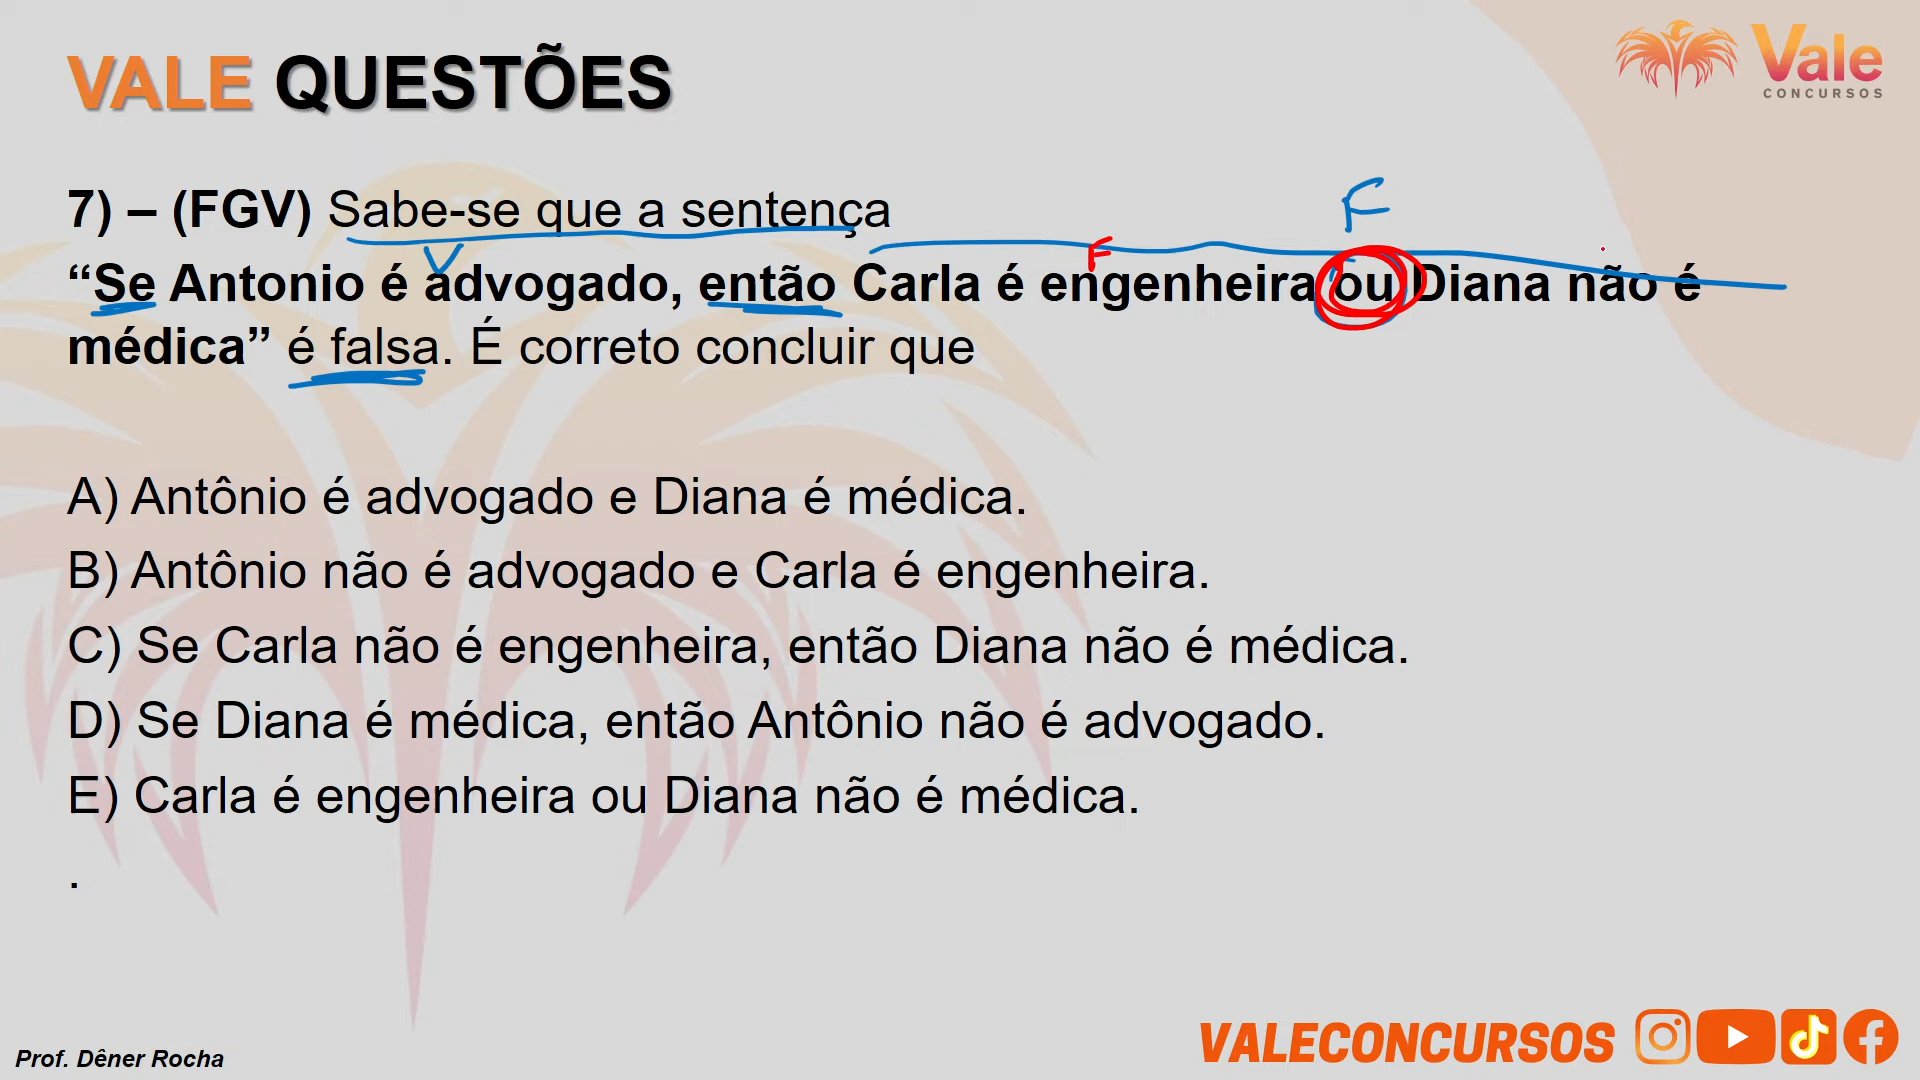 VALE QUESTÕES
Vale
CONCURSOS
F
7) – (FGV) Sabe-se que a sentença
V
F
“Se Antonio é advogado, então Carla é engenheira ou Diana não é
médica” é falsa. É correto concluir que
A) Antônio é advogado e Diana é médica.
B) Antônio não é advogado e Carla é engenheira.
C) Se Carla não é engenheira, então Diana não é médica.
D) Se Diana é médica, então Antônio não é advogado.
E) Carla é engenheira ou Diana não é médica.
.
VALECONCURSOS
Prof. Dêner Rocha